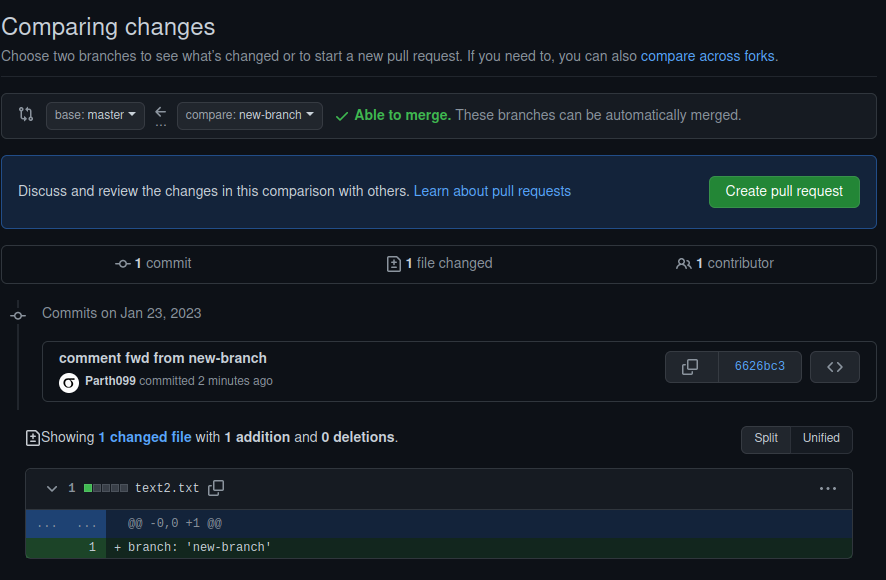 Comparing changes
Choose two branches to see what's changed or to start a new pull request. If you need to, you can also compare across forks.
base: master ... compare: new-branch Able to merge. These branches can be automatically merged.
Discuss and review the changes in this comparison with others. Learn about pull requests Create pull request
1 commit 1 file changed 1 contributor
Commits on Jan 23, 2023
comment fwd from new-branch
Parth099 committed 2 minutes ago 6626bc3
Showing 1 changed file with 1 addition and 0 deletions. Split Unified
1 text2.txt
... ... @@ -0,0 +1 @@
1 + branch: 'new-branch'